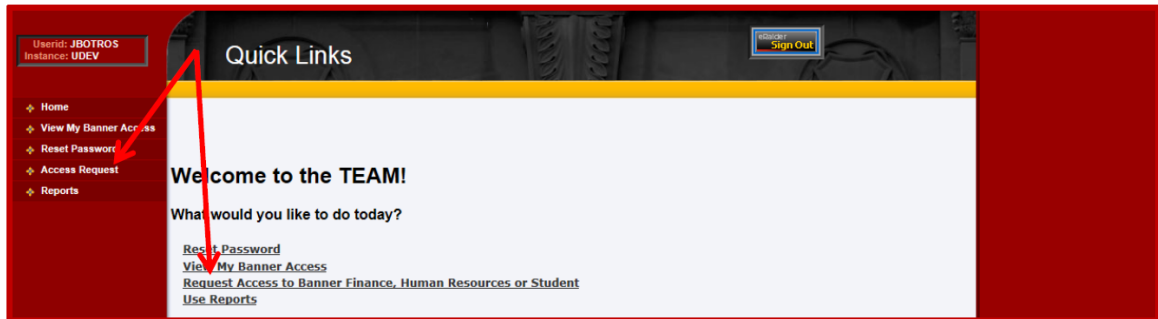 Userid: JBOTROS
Instance: UDEV
Quick Links
eRaider
Sign Out
Home
View My Banner Access
Reset Password
Access Request
Reports
Welcome to the TEAM!
What would you like to do today?
Reset Password
View My Banner Access
Request Access to Banner Finance, Human Resources or Student
Use Reports